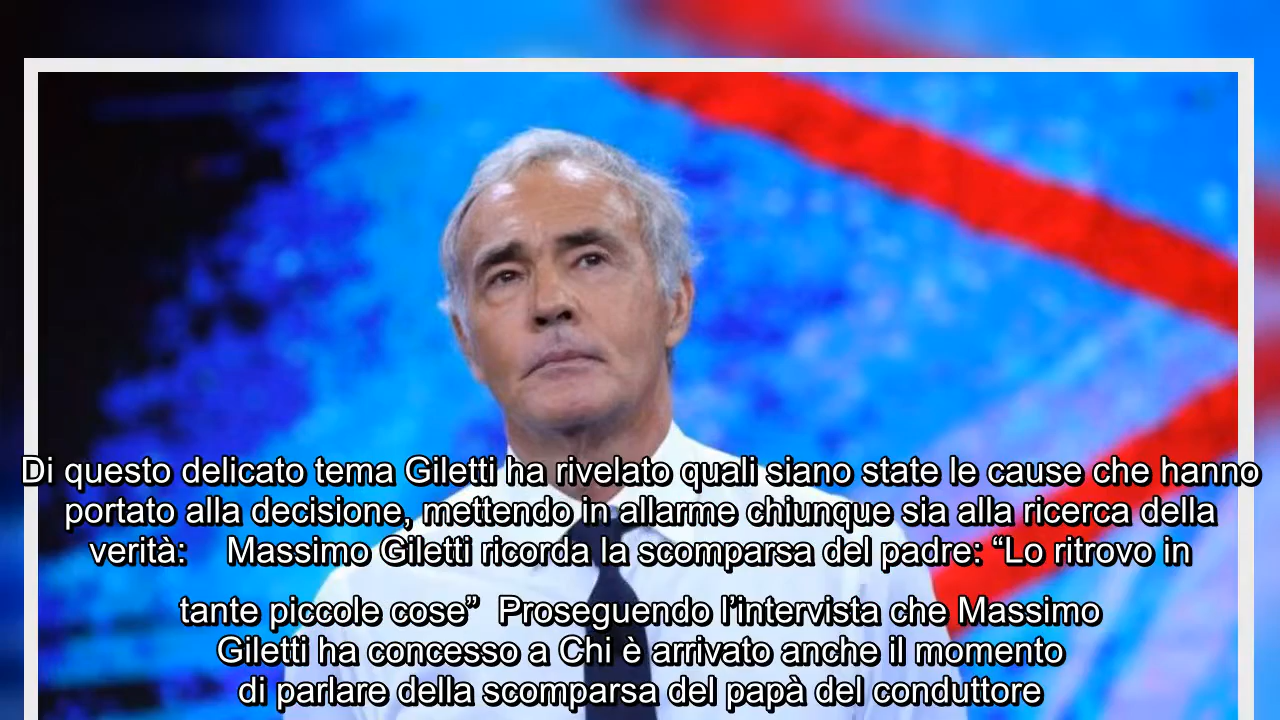 Di questo delicato tema Giletti ha rivelato quali siano state le cause che hanno
portato alla decisione, mettendo in allarme chiunque sia alla ricerca della
verità: Massimo Giletti ricorda la scomparsa del padre: “Lo ritrovo in
tante piccole cose” Proseguendo l’intervista che Massimo
Giletti ha concesso a Chi è arrivato anche il momento
di parlare della scomparsa del papà del conduttore